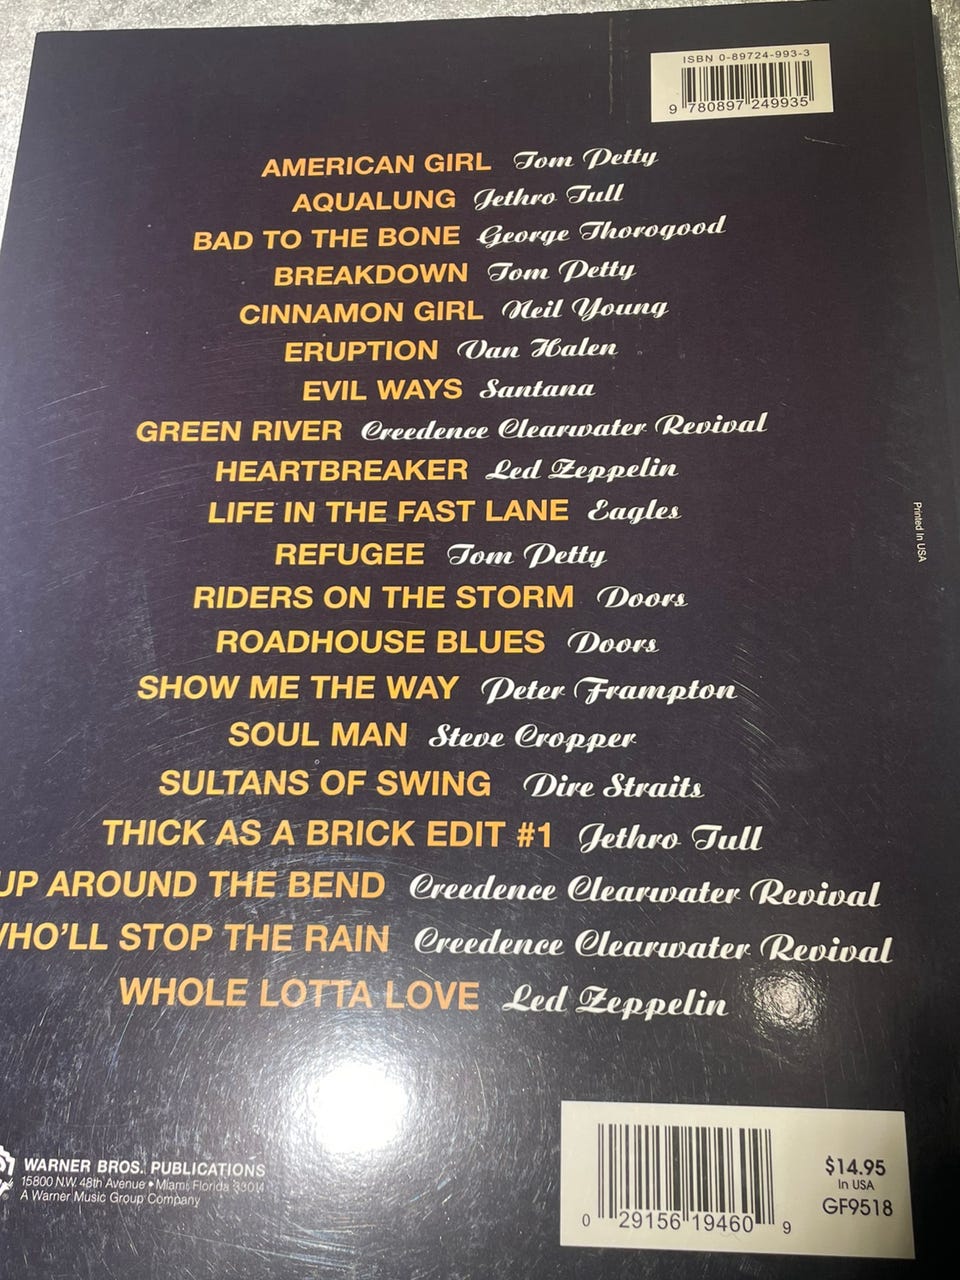 ISBN 0-89724-993-3
9 780897 249935
AMERICAN GIRL Tom Petty
AQUALUNG Jethro Tull
BAD TO THE BONE George Thorogood
BREAKDOWN Tom Petty
CINNAMON GIRL Neil Young
ERUPTION Van Halen
EVIL WAYS Santana
GREEN RIVER Creedence Clearwater Revival
HEARTBREAKER Led Zeppelin
LIFE IN THE FAST LANE Eagles
Printed In USA
REFUGEE Tom Petty
RIDERS ON THE STORM Doors
ROADHOUSE BLUES Doors
SHOW ME THE WAY Peter Frampton
SOUL MAN Steve Cropper
SULTANS OF SWING Dire Straits
THICK AS A BRICK EDIT #1 Jethro Tull
UP AROUND THE BEND Creedence Clearwater Revival
WHO'LL STOP THE RAIN Creedence Clearwater Revival
WHOLE LOTTA LOVE Led Zeppelin
WARNER BROS. PUBLICATIONS
15800 N.W. 48th Avenue • Miami, Florida 33014
A Warner Music Group Company
$14.95
In USA
GF9518
0 29156 19460 9